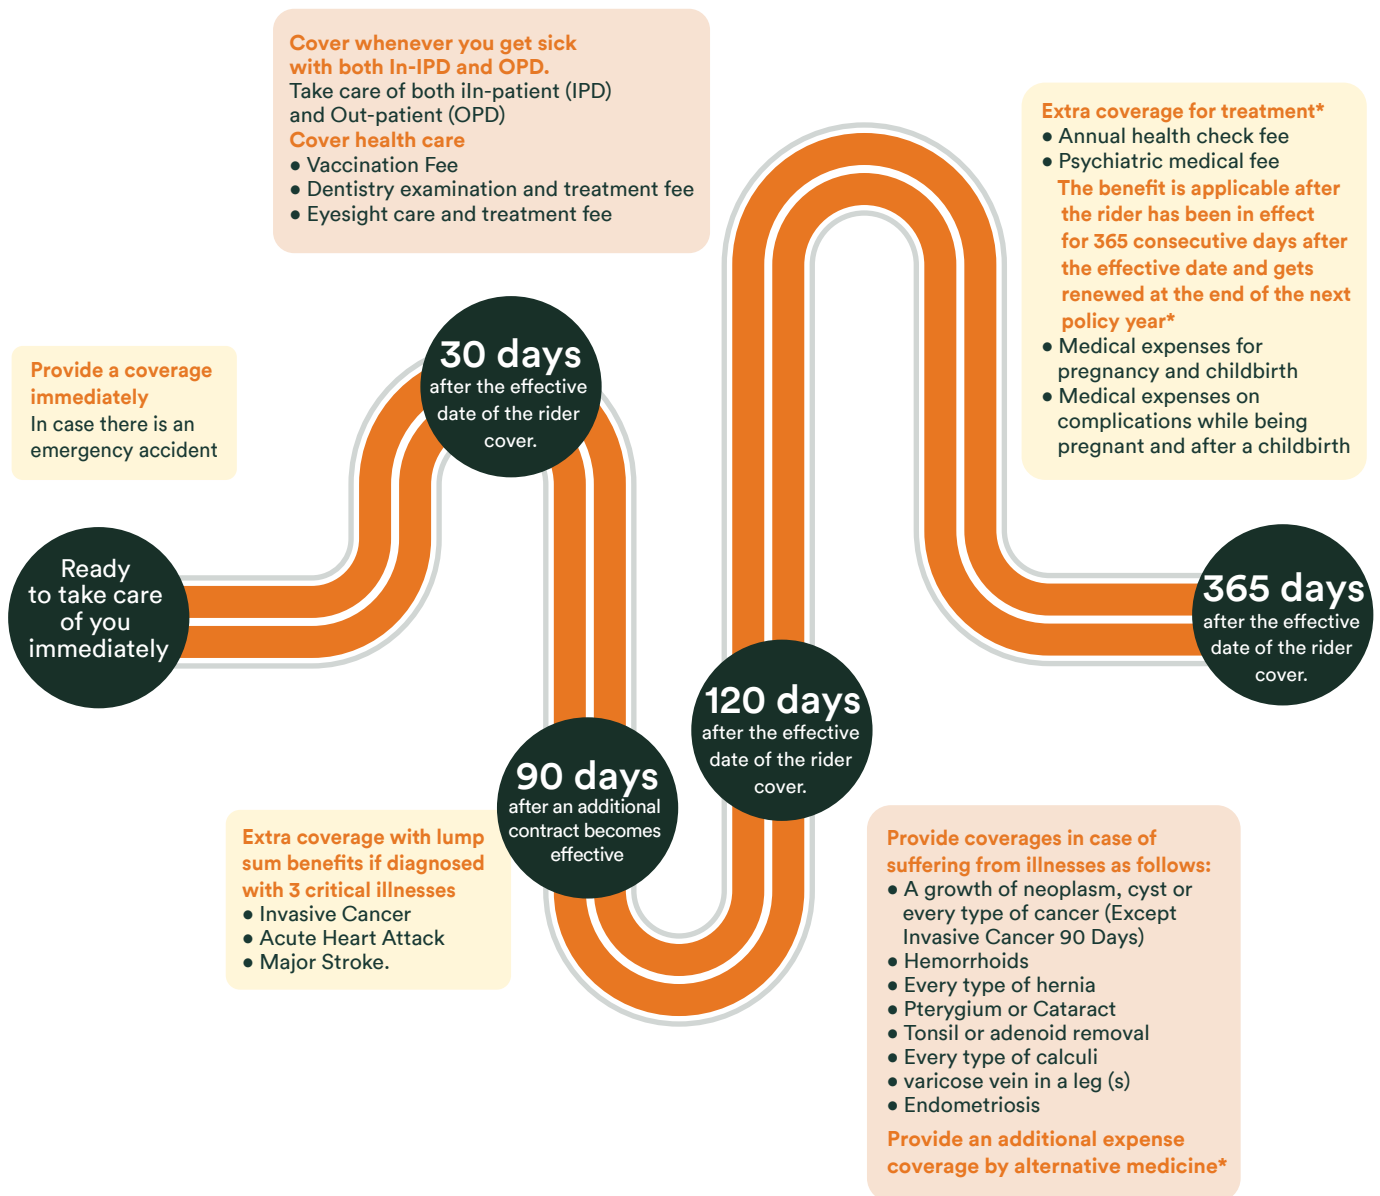 Ready
to take care
of you
immediately
Provide a coverage
immediately
In case there is an
emergency accident
30 days
after the effective
date of the rider
cover.
Cover whenever you get sick
with both In-IPD and OPD.
Take care of both iIn-patient (IPD)
and Out-patient (OPD)
Cover health care
● Vaccination Fee
● Dentistry examination and treatment fee
● Eyesight care and treatment fee
90 days
after an additional
contract becomes
effective
Extra coverage with lump
sum benefits if diagnosed
with 3 critical illnesses
● Invasive Cancer
● Acute Heart Attack
● Major Stroke.
120 days
after the effective
date of the rider
cover.
Provide coverages in case of
suffering from illnesses as follows:
● A growth of neoplasm, cyst or
every type of cancer (Except
Invasive Cancer 90 Days)
● Hemorrhoids
● Every type of hernia
● Pterygium or Cataract
● Tonsil or adenoid removal
● Every type of calculi
● varicose vein in a leg (s)
● Endometriosis
Provide an additional expense
coverage by alternative medicine*
365 days
after the effective
date of the rider
cover.
Extra coverage for treatment*
● Annual health check fee
● Psychiatric medical fee
The benefit is applicable after
the rider has been in effect
for 365 consecutive days after
the effective date and gets
renewed at the end of the next
policy year*
● Medical expenses for
pregnancy and childbirth
● Medical expenses on
complications while being
pregnant and after a childbirth